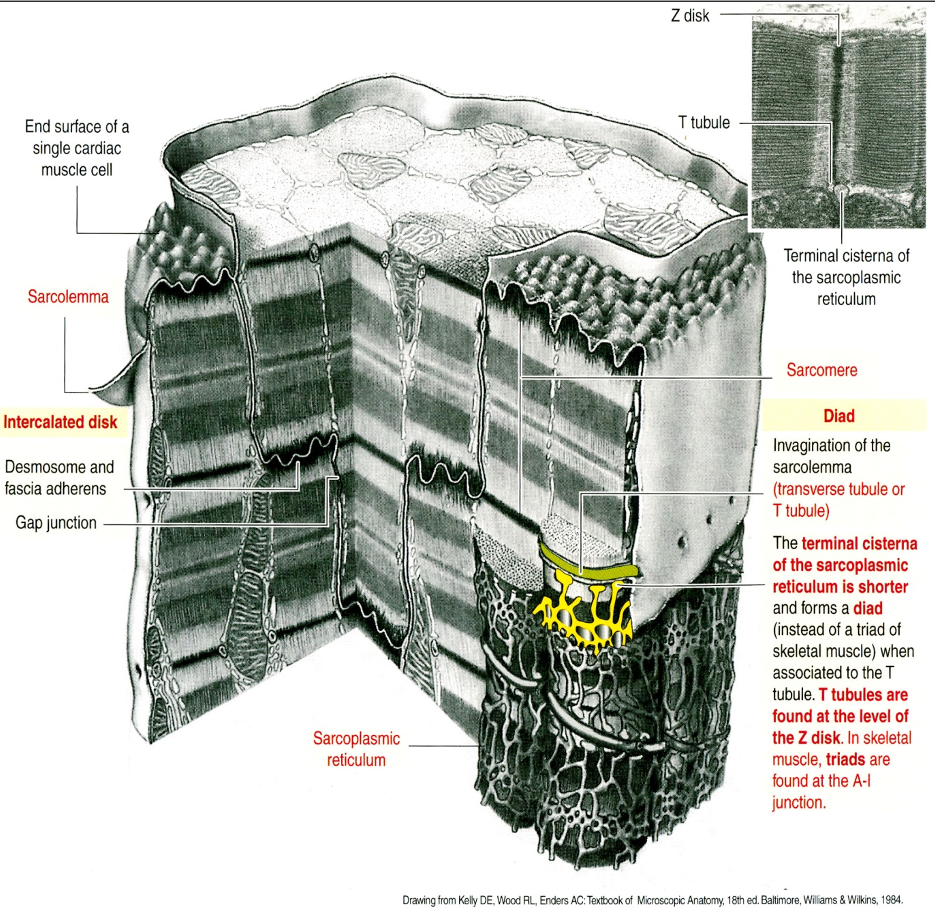 Z disk
T tubule
Terminal cisterna of
the sarcoplasmic
reticulum
End surface of a
single cardiac
muscle cell
Sarcolemma
Intercalated disk
Desmosome and
fascia adherens
Gap junction
Sarcoplasmic
reticulum
Sarcomere
Diad
Invagination of the
sarcolemma
(transverse tubule or
T tubule)
The terminal cisterna
of the sarcoplasmic
reticulum is shorter
and forms a diad
(instead of a triad of
skeletal muscle) when
associated to the T
tubule. T tubules are
found at the level of
the Z disk. In skeletal
muscle, triads are
found at the A-I
junction.
Drawing from Kelly DE, Wood RL, Enders AC: Textbook of Microscopic Anatomy, 18th ed. Baltimore, Williams & Wilkins, 1984.